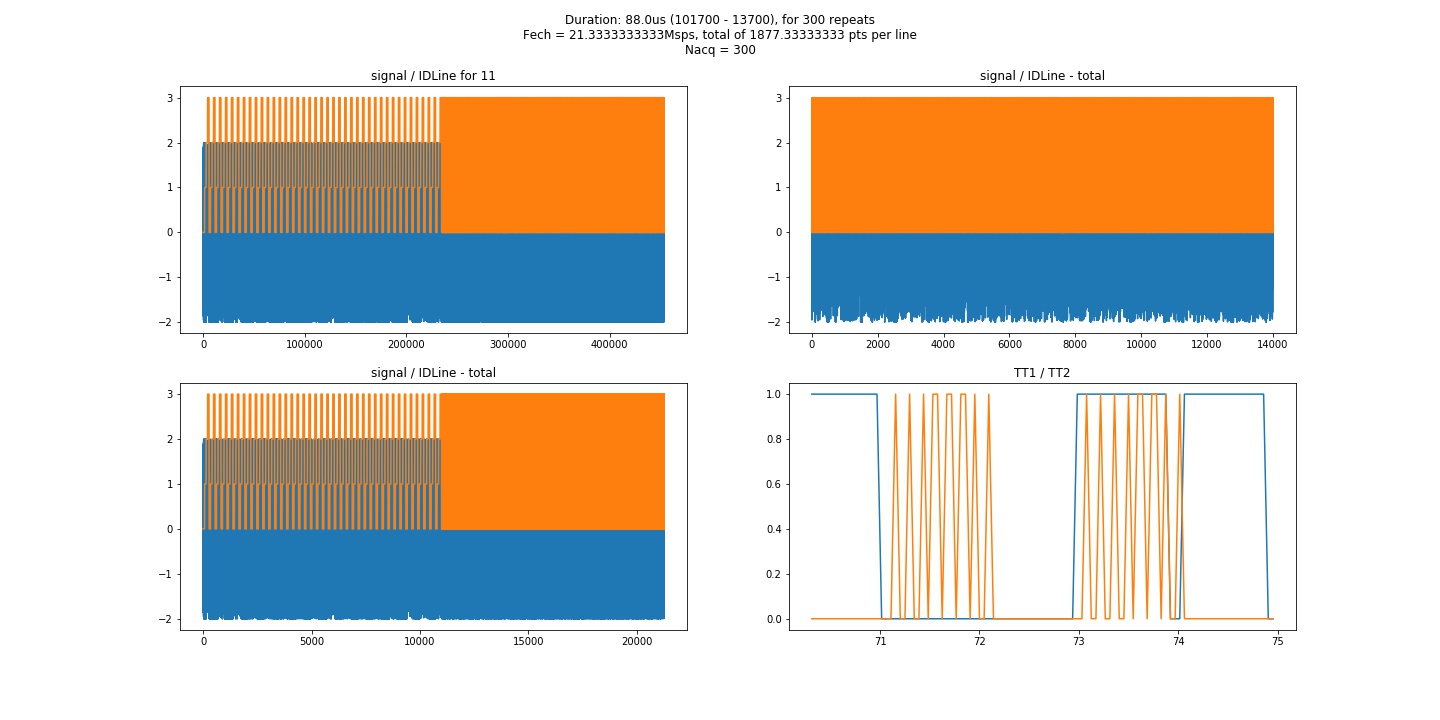 Duration: 88.0us (101700 - 13700), for 300 repeats
Fech = 21.3333333333Msps, total of 1877.33333333 pts per line
Nacq = 300
signal / IDLine for 11
3
2
1
0
−1
−2
0 100000 200000 300000 400000
signal / IDLine - total
3
2
1
0
−1
−2
0 2000 4000 6000 8000 10000 12000 14000
signal / IDLine - total
3
2
1
0
−1
−2
0 5000 10000 15000 20000
TT1 / TT2
1.0
0.8
0.6
0.4
0.2
0.0
71 72 73 74 75